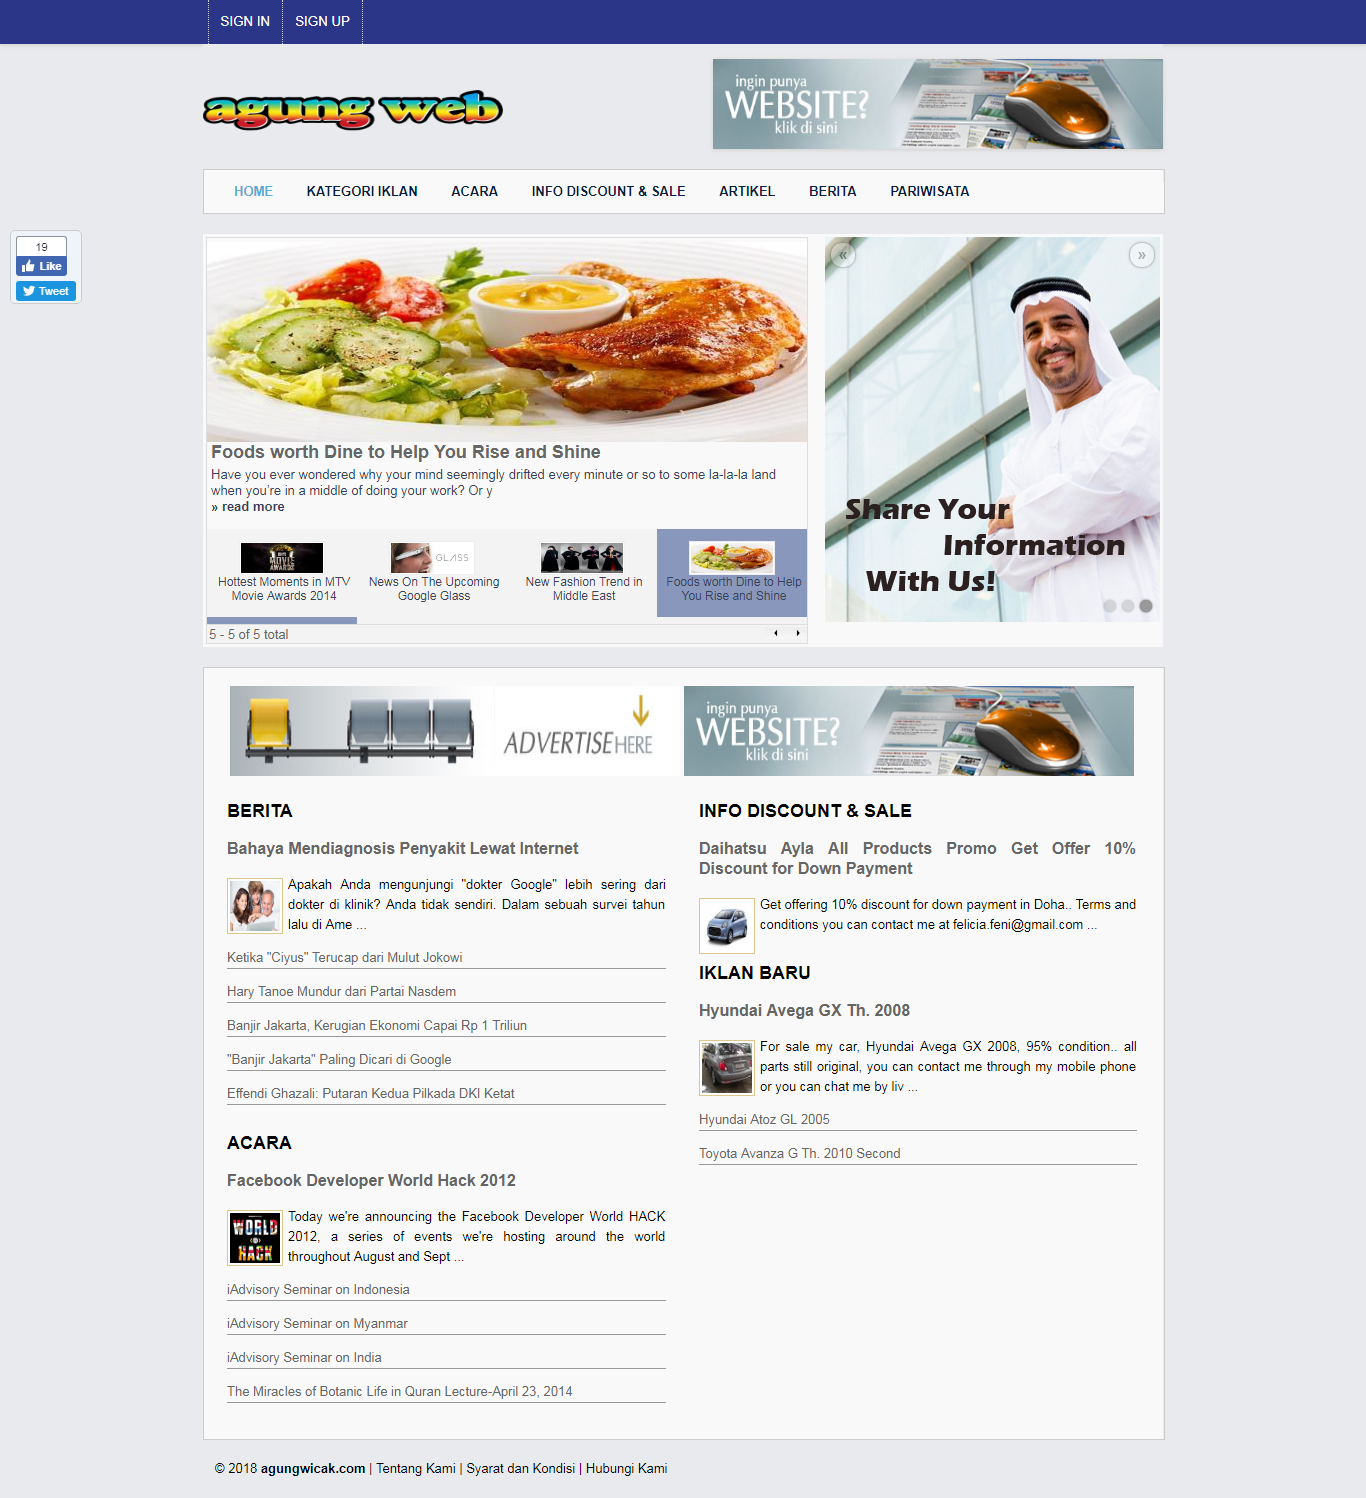 SIGN IN
SIGN UP
agung web
ingin punya
WEBSITE?
klik di sini
HOME
KATEGORI IKLAN
ACARA
INFO DISCOUNT & SALE
ARTIKEL
BERITA
PARIWISATA
19
Like
Tweet
«
»
Foods worth Dine to Help You Rise and Shine
Have you ever wondered why your mind seemingly drifted every minute or so to some la-la-la land
when you're in a middle of doing your work? Or y
» read more
Share Your
Information
With Us!
MOVIE
AWARDS
Hottest Moments in MTV
Movie Awards 2014
GLASS
News On The Upcoming
Google Glass
New Fashion Trend in
Middle East
Foods worth Dine to Help
You Rise and Shine
5 - 5 of 5 total
ADVERTISE HERE
ingin punya
WEBSITE?
klik di sini
BERITA
Bahaya Mendiagnosis Penyakit Lewat Internet
Apakah Anda mengunjungi "dokter Google" lebih sering dari
dokter di klinik? Anda tidak sendiri. Dalam sebuah survei tahun
lalu di Ame ...
Ketika "Ciyus" Terucap dari Mulut Jokowi
Hary Tanoe Mundur dari Partai Nasdem
Banjir Jakarta, Kerugian Ekonomi Capai Rp 1 Triliun
"Banjir Jakarta" Paling Dicari di Google
Effendi Ghazali: Putaran Kedua Pilkada DKI Ketat
ACARA
Facebook Developer World Hack 2012
WORLD
HACK
Today we're announcing the Facebook Developer World HACK
2012, a series of events we're hosting around the world
throughout August and Sept ...
iAdvisory Seminar on Indonesia
iAdvisory Seminar on Myanmar
iAdvisory Seminar on India
The Miracles of Botanic Life in Quran Lecture-April 23, 2014
INFO DISCOUNT & SALE
Daihatsu Ayla All Products Promo Get Offer 10%
Discount for Down Payment
Get offering 10% discount for down payment in Doha.. Terms and
conditions you can contact me at felicia.feni@gmail.com ...
IKLAN BARU
Hyundai Avega GX Th. 2008
For sale my car, Hyundai Avega GX 2008, 95% condition.. all
parts still original, you can contact me through my mobile phone
or you can chat me by liv ...
Hyundai Atoz GL 2005
Toyota Avanza G Th. 2010 Second
© 2018 agungwicak.com | Tentang Kami | Syarat dan Kondisi | Hubungi Kami